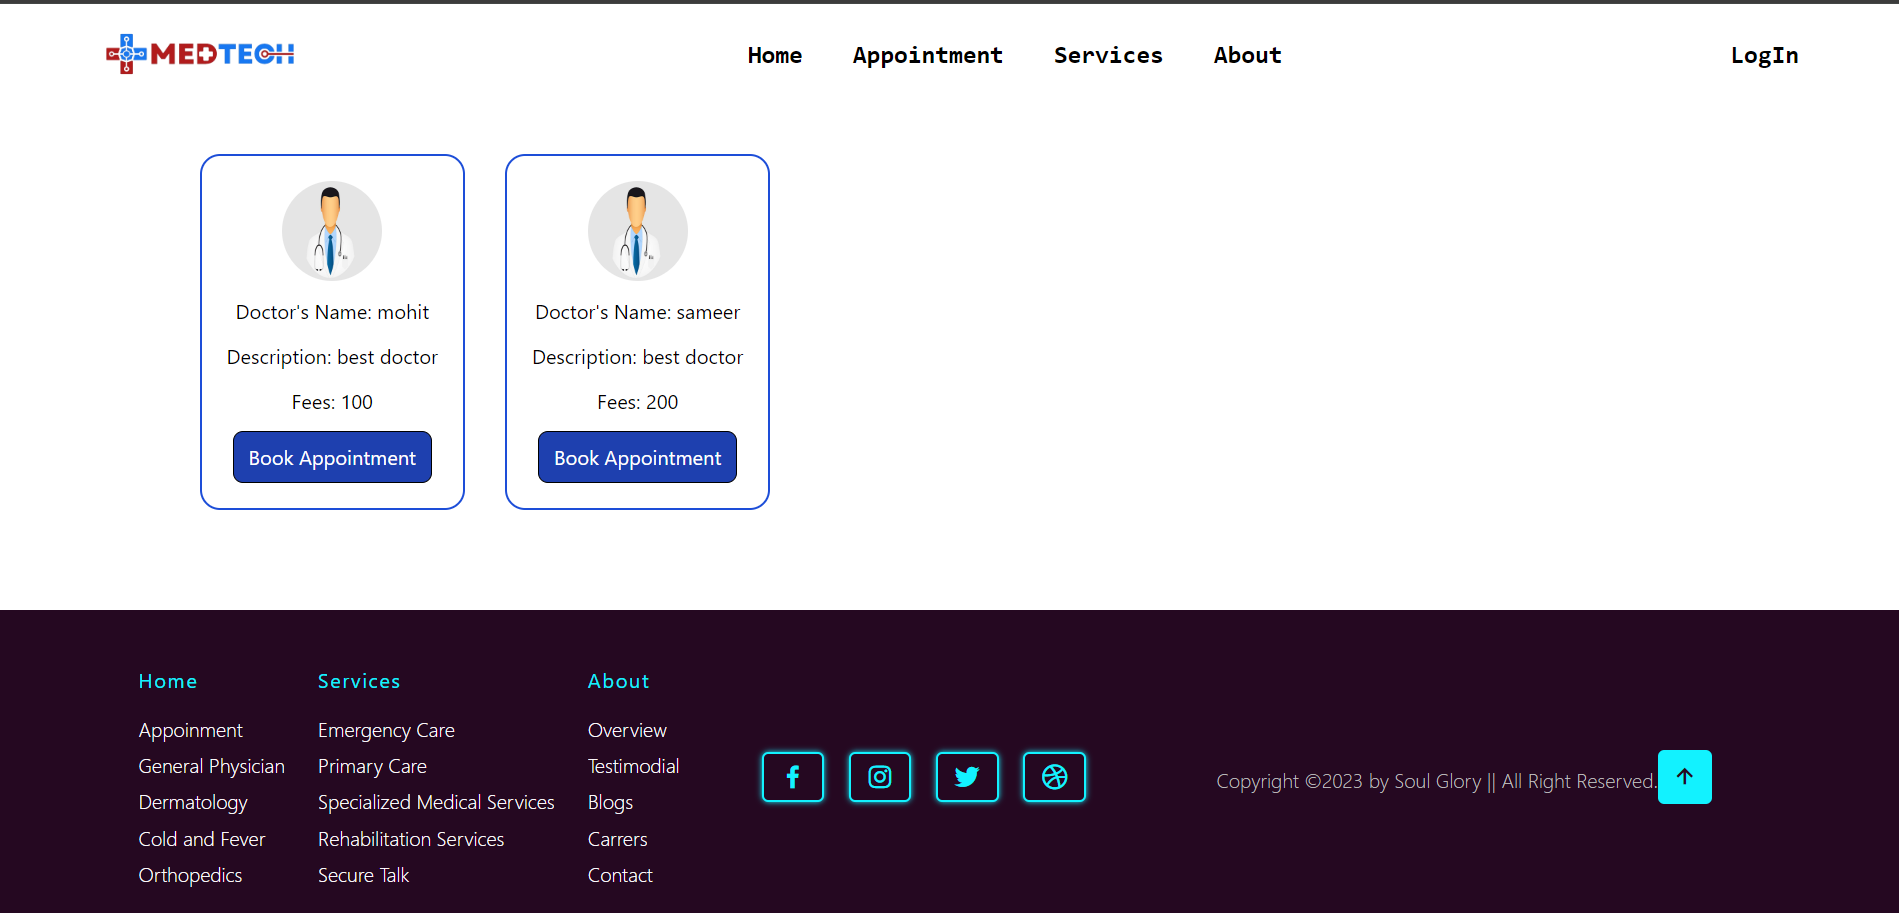 MEDTECH
Home Appointment Services About LogIn
Doctor's Name: mohit
Description: best doctor
Fees: 100
Book Appointment
Doctor's Name: sameer
Description: best doctor
Fees: 200
Book Appointment
Home
Appoinment
General Physician
Dermatology
Cold and Fever
Orthopedics
Services
Emergency Care
Primary Care
Specialized Medical Services
Rehabilitation Services
Secure Talk
About
Overview
Testimodial
Blogs
Carrers
Contact
Copyright ©2023 by Soul Glory || All Right Reserved.